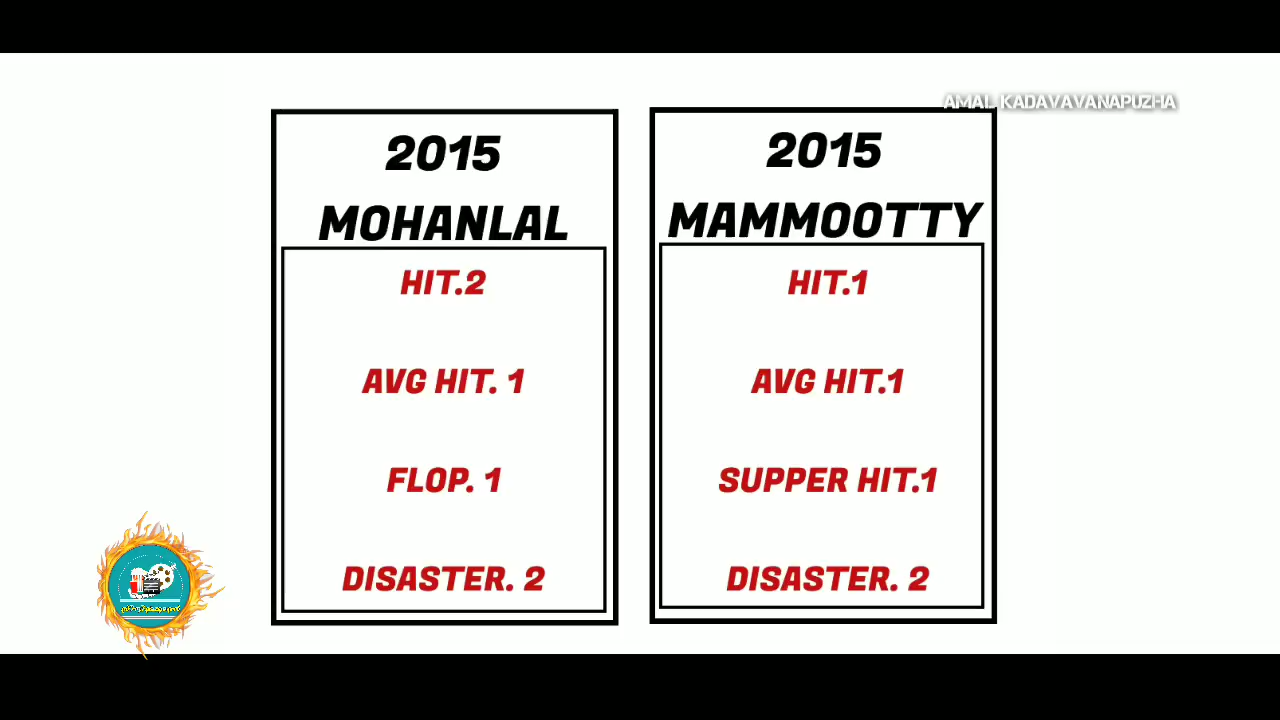 AMAL KADAVAVANAPUZHA
2015
MOHANLAL
HIT.2
AVG HIT. 1
FLOP. 1
DISASTER. 2
2015
MAMMOOTTY
HIT.1
AVG HIT.1
SUPPER HIT.1
DISASTER. 2